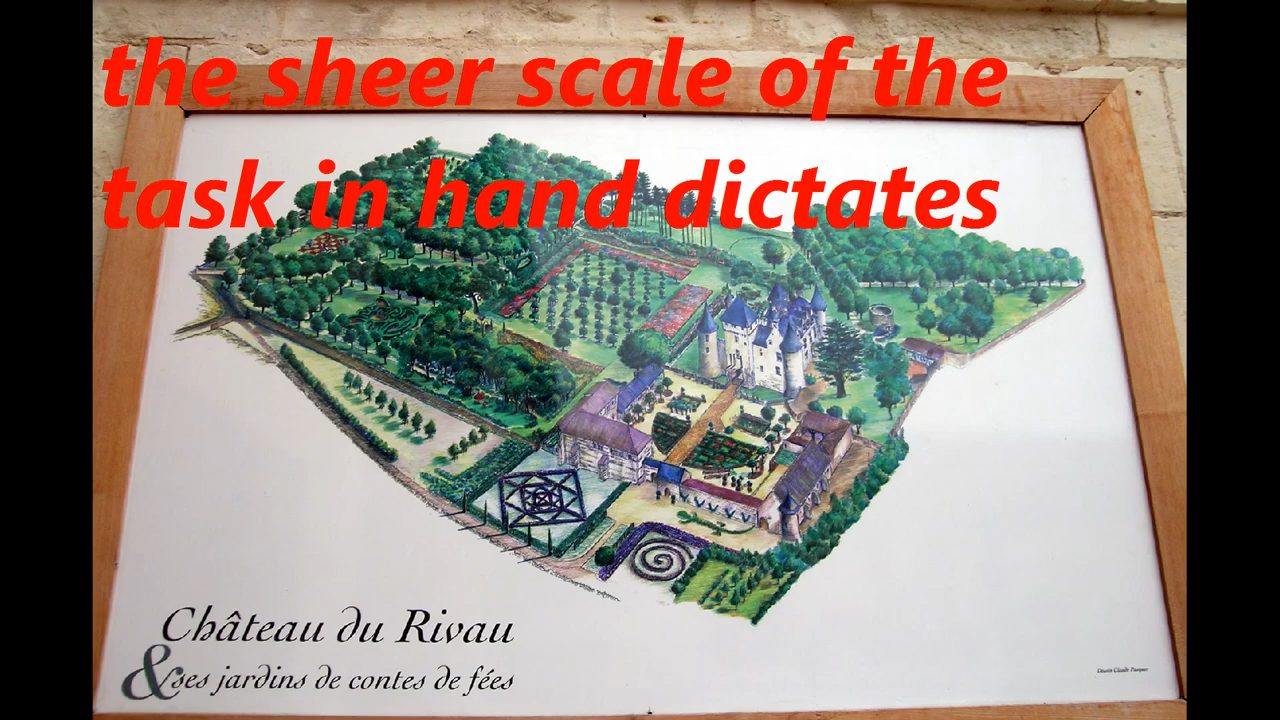 the sheer scale of the
task in hand dictates
Château du Rivau
& ses jardins de contes de fées